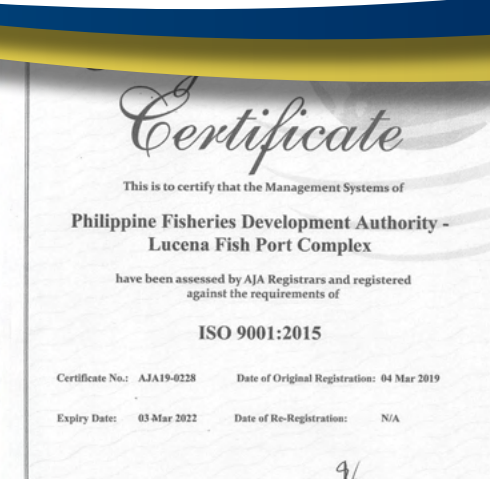 Certificate
This is to certify that the Management Systems of
Philippine Fisheries Development Authority -
Lucena Fish Port Complex
have been assessed by AJA Registrars and registered
against the requirements of
ISO 9001:2015
Certificate No.: AJA19-0228 Date of Original Registration: 04 Mar 2019
Expiry Date: 03 Mar 2022 Date of Re-Registration: N/A